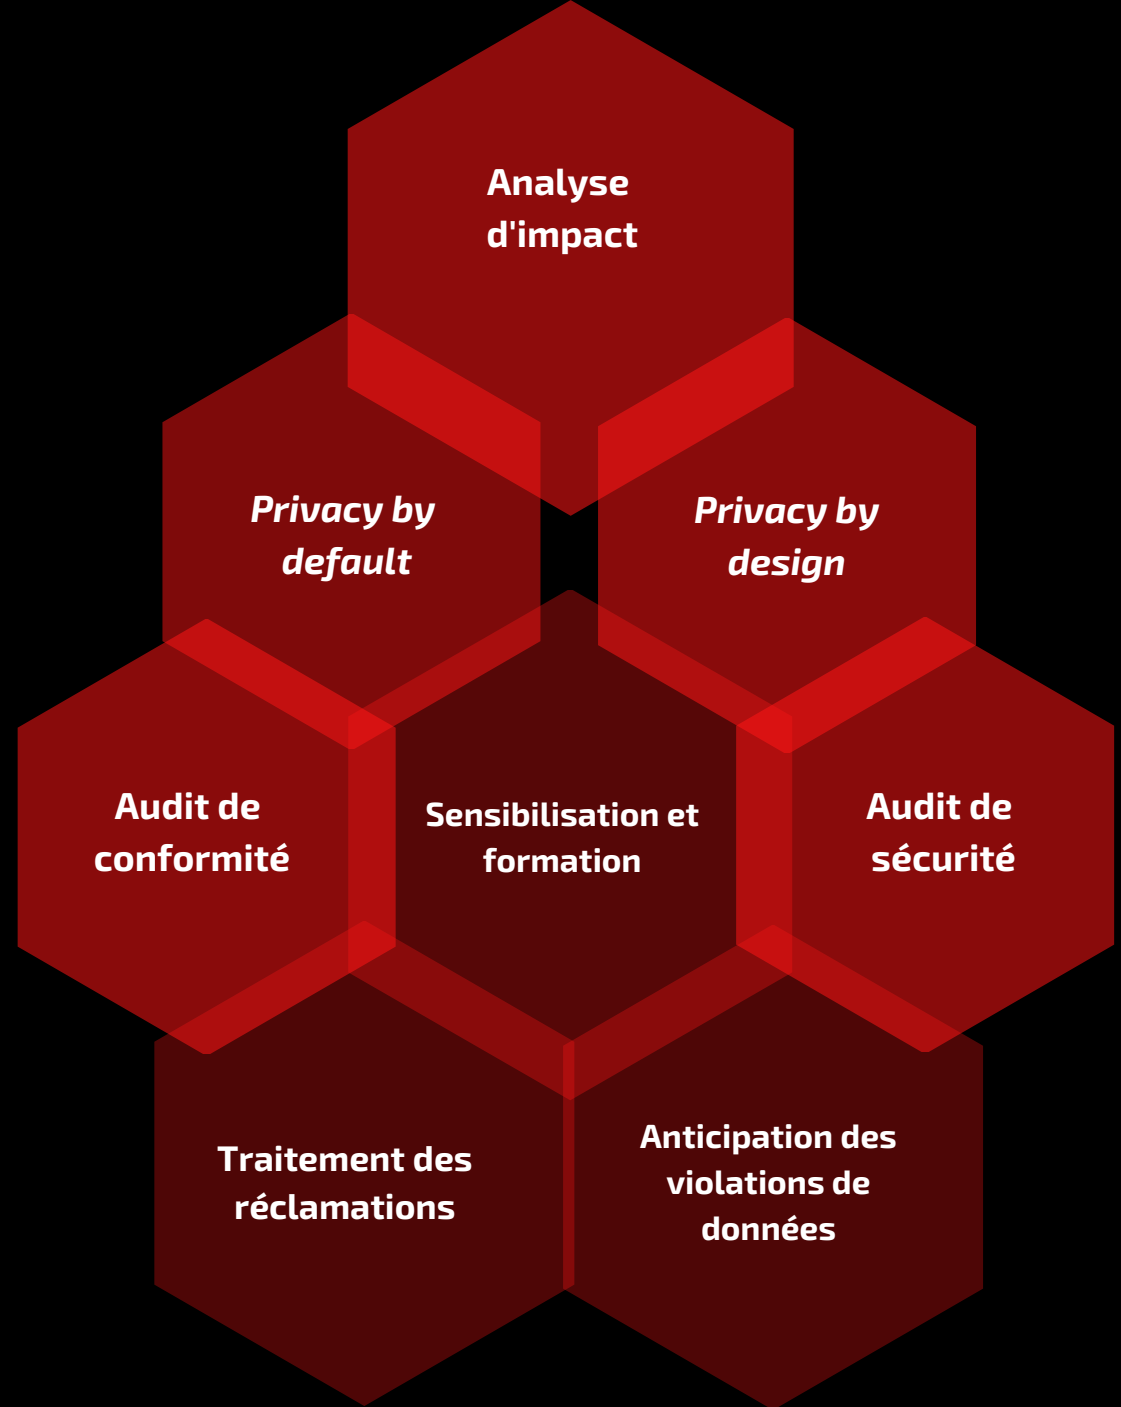 Analyse
d'impact
Privacy by
default
Privacy by
design
Audit de
conformité
Sensibilisation et
formation
Audit de
sécurité
Traitement des
réclamations
Anticipation des
violations de
données